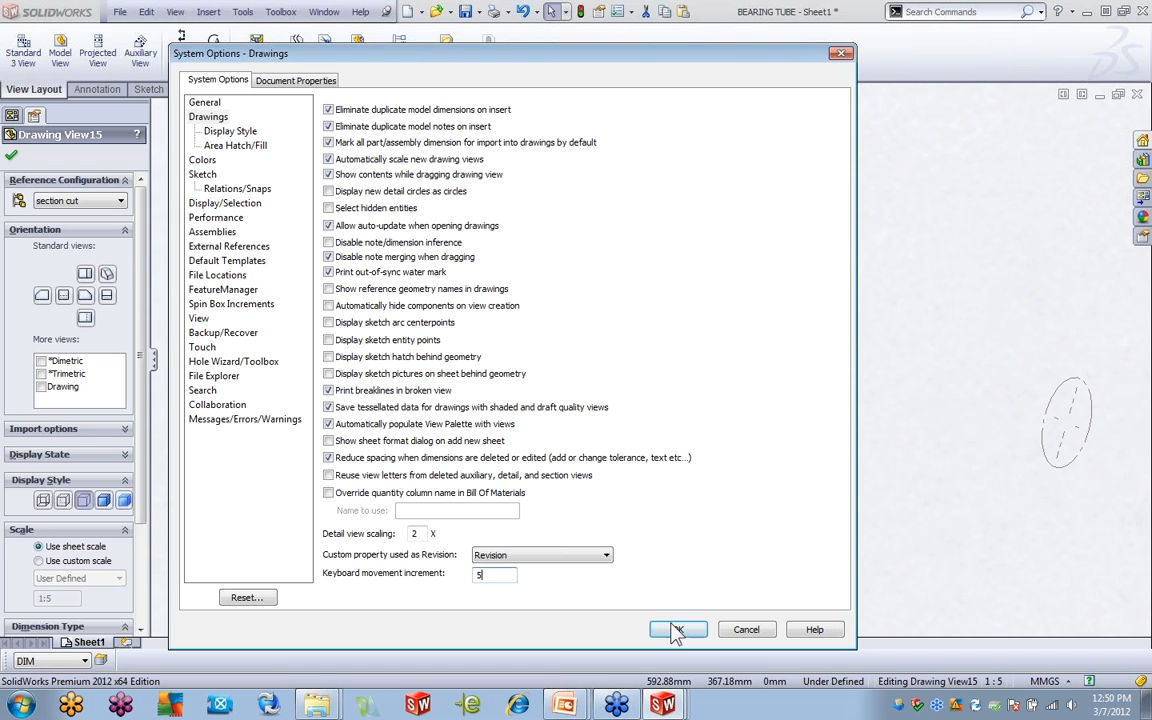 SOLIDWORKS File Edit View Insert Tools Toolbox Window Help BEARING TUBE - Sheet1 * Search Commands
Standard 3 View
Model View
Projected View
Auxiliary View
View Layout Annotation Sketch
System Options - Drawings
System Options Document Properties
Drawing View15 ?
Reference Configuration
section cut
Orientation
Standard views:
More views:
*Dimetric
*Trimetric
Drawing
Import options
Display State
Display Style
Scale
Use sheet scale
Use custom scale
User Defined
1:5
Dimension Type
General
Drawings
Display Style
Area Hatch/Fill
Colors
Sketch
Relations/Snaps
Display/Selection
Performance
Assemblies
External References
Default Templates
File Locations
FeatureManager
Spin Box Increments
View
Backup/Recover
Touch
Hole Wizard/Toolbox
File Explorer
Search
Collaboration
Messages/Errors/Warnings
Reset...
Eliminate duplicate model dimensions on insert
Eliminate duplicate model notes on insert
Mark all part/assembly dimension for import into drawings by default
Automatically scale new drawing views
Show contents while dragging drawing view
Display new detail circles as circles
Select hidden entities
Allow auto-update when opening drawings
Disable note/dimension inference
Disable note merging when dragging
Print out-of-sync water mark
Show reference geometry names in drawings
Automatically hide components on view creation
Display sketch arc centerpoints
Display sketch entity points
Display sketch hatch behind geometry
Display sketch pictures on sheet behind geometry
Print breaklines in broken view
Save tessellated data for drawings with shaded and draft quality views
Automatically populate View Palette with views
Show sheet format dialog on add new sheet
Reduce spacing when dimensions are deleted or edited (add or change tolerance, text etc...)
Reuse view letters from deleted auxiliary, detail, and section views
Override quantity column name in Bill Of Materials
Name to use:
Detail view scaling: 2 X
Custom property used as Revision: Revision
Keyboard movement increment: 5
Cancel Help
Sheet1
DIM
SolidWorks Premium 2012 x64 Edition 592.88mm 367.18mm 0mm Under Defined Editing Drawing View15 1 : 5 MMGS
12:50 PM
3/7/2012